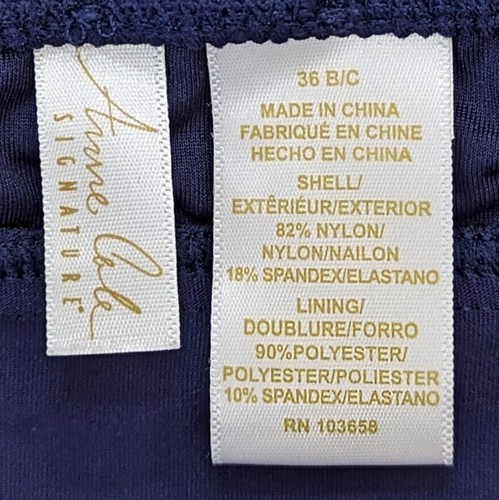 Anne Cole
SIGNATURE®
36 B/C
MADE IN CHINA
FABRIQUÉ EN CHINE
HECHO EN CHINA
SHELL/
EXTÊRIÉUR/EXTERIOR
82% NYLON/
NYLON/NAILON
18% SPANDEX/ELASTANO
LINING/
DOUBLURE/FORRO
90%POLYESTER/
POLYESTER/POLIESTER
10% SPANDEX/ELASTANO
RN 103658